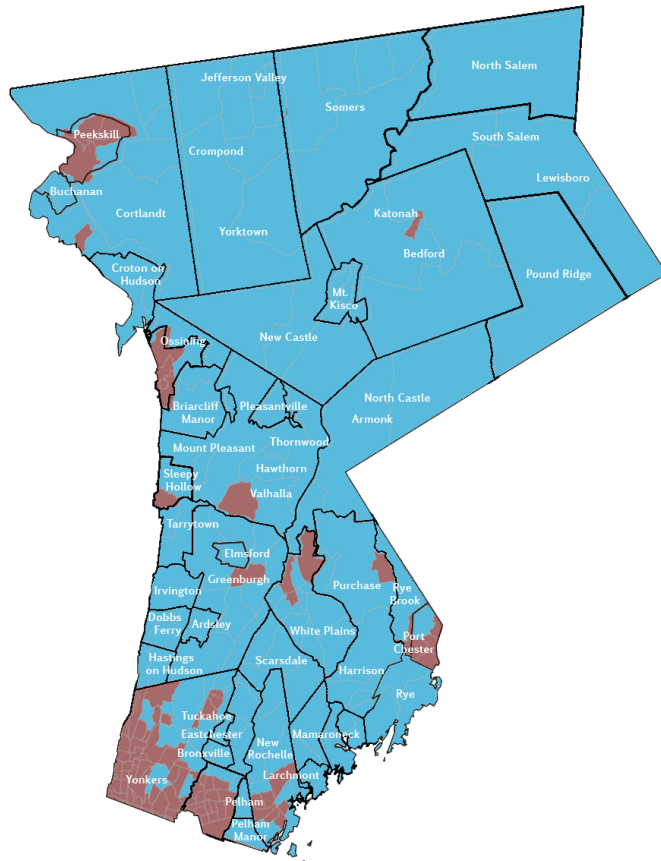 North Salem
Jefferson Valley
Somers
Peekskill
South Salem
Crompond
Lewisboro
Buchanan
Katonah
Cortlandt
Yorktown
Bedford
Croton on
Hudson
Pound Ridge
Mt.
Kisco
New Castle
Ossining
North Castle
Briarcliff
Manor
Pleasantville
Armonk
Thornwood
Mount Pleasant
Hawthorn
Sleepy
Hollow
Valhalla
Tarrytown
Elmsford
Greenburgh
Purchase
Rye
Brook
Irvington
Dobbs
Ferry
Ardsley
White Plains
Port
Chester
Hastings
on Hudson
Scarsdale
Harrison
Rye
Tuckahoe
Eastchester
Mamaroneck
New
Rochelle
Bronxville
Yonkers
Larchmont
Pelham
Pelham
Manor